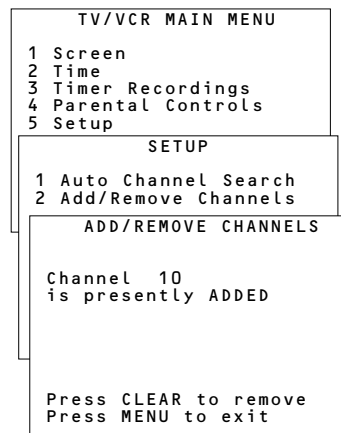 TV/VCR MAIN MENU
1 Screen
2 Time
3 Timer Recordings
4 Parental Controls
5 Setup
SETUP
1 Auto Channel Search
2 Add/Remove Channels
ADD/REMOVE CHANNELS
Channel 10
is presently ADDED
Press CLEAR to remove
Press MENU to exit